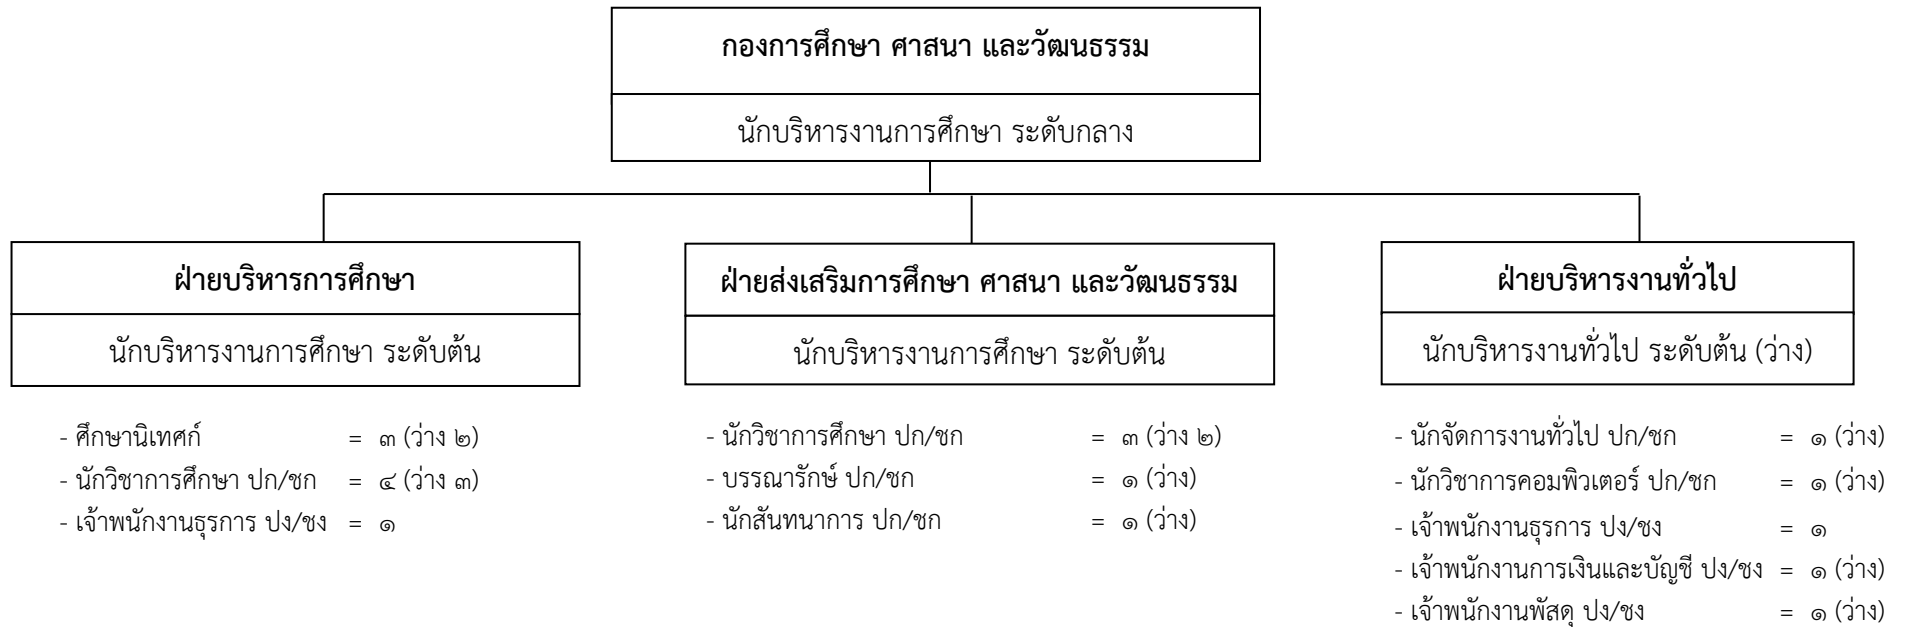 กองการศึกษา ศาสนา และวัฒนธรรม
นักบริหารงานการศึกษา ระดับกลาง
ฝ่ายบริหารการศึกษา
นักบริหารงานการศึกษา ระดับต้น
- ศึกษานิเทศก์ = ๓ (ว่าง ๒)
- นักวิชาการศึกษา ปก/ชก = ๔ (ว่าง ๓)
- เจ้าพนักงานธุรการ ปง/ชง = ๑
ฝ่ายส่งเสริมการศึกษา ศาสนา และวัฒนธรรม
นักบริหารงานการศึกษา ระดับต้น
- นักวิชาการศึกษา ปก/ชก = ๓ (ว่าง ๒)
- บรรณารักษ์ ปก/ชก = ๑ (ว่าง)
- นักสันทนาการ ปก/ชก = ๑ (ว่าง)
ฝ่ายบริหารงานทั่วไป
นักบริหารงานทั่วไป ระดับต้น (ว่าง)
- นักจัดการงานทั่วไป ปก/ชก = ๑ (ว่าง)
- นักวิชาการคอมพิวเตอร์ ปก/ชก = ๑ (ว่าง)
- เจ้าพนักงานธุรการ ปง/ชง = ๑
- เจ้าพนักงานการเงินและบัญชี ปง/ชง = ๑ (ว่าง)
- เจ้าพนักงานพัสดุ ปง/ชง = ๑ (ว่าง)